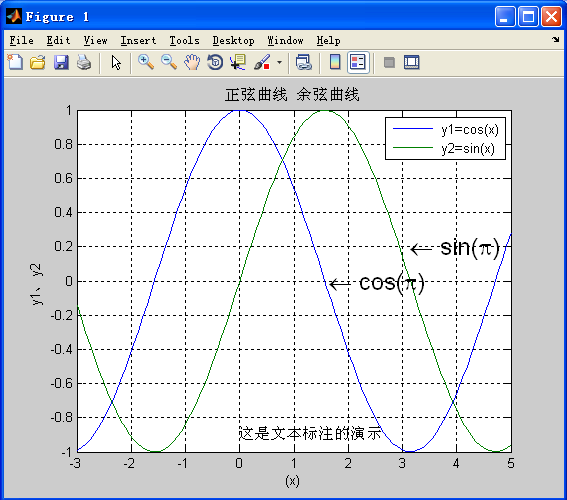 Figure 1
File Edit View Insert Tools Desktop Window Help
正弦曲线 余弦曲线
y1=cos(x)
y2=sin(x)
1
0.8
0.6
0.4
0.2
0
-0.2
-0.4
-0.6
-0.8
-1
y1、y2
← sin(π)
← cos(π)
这是文本标注的演示
-3 -2 -1 0 1 2 3 4 5
(x)